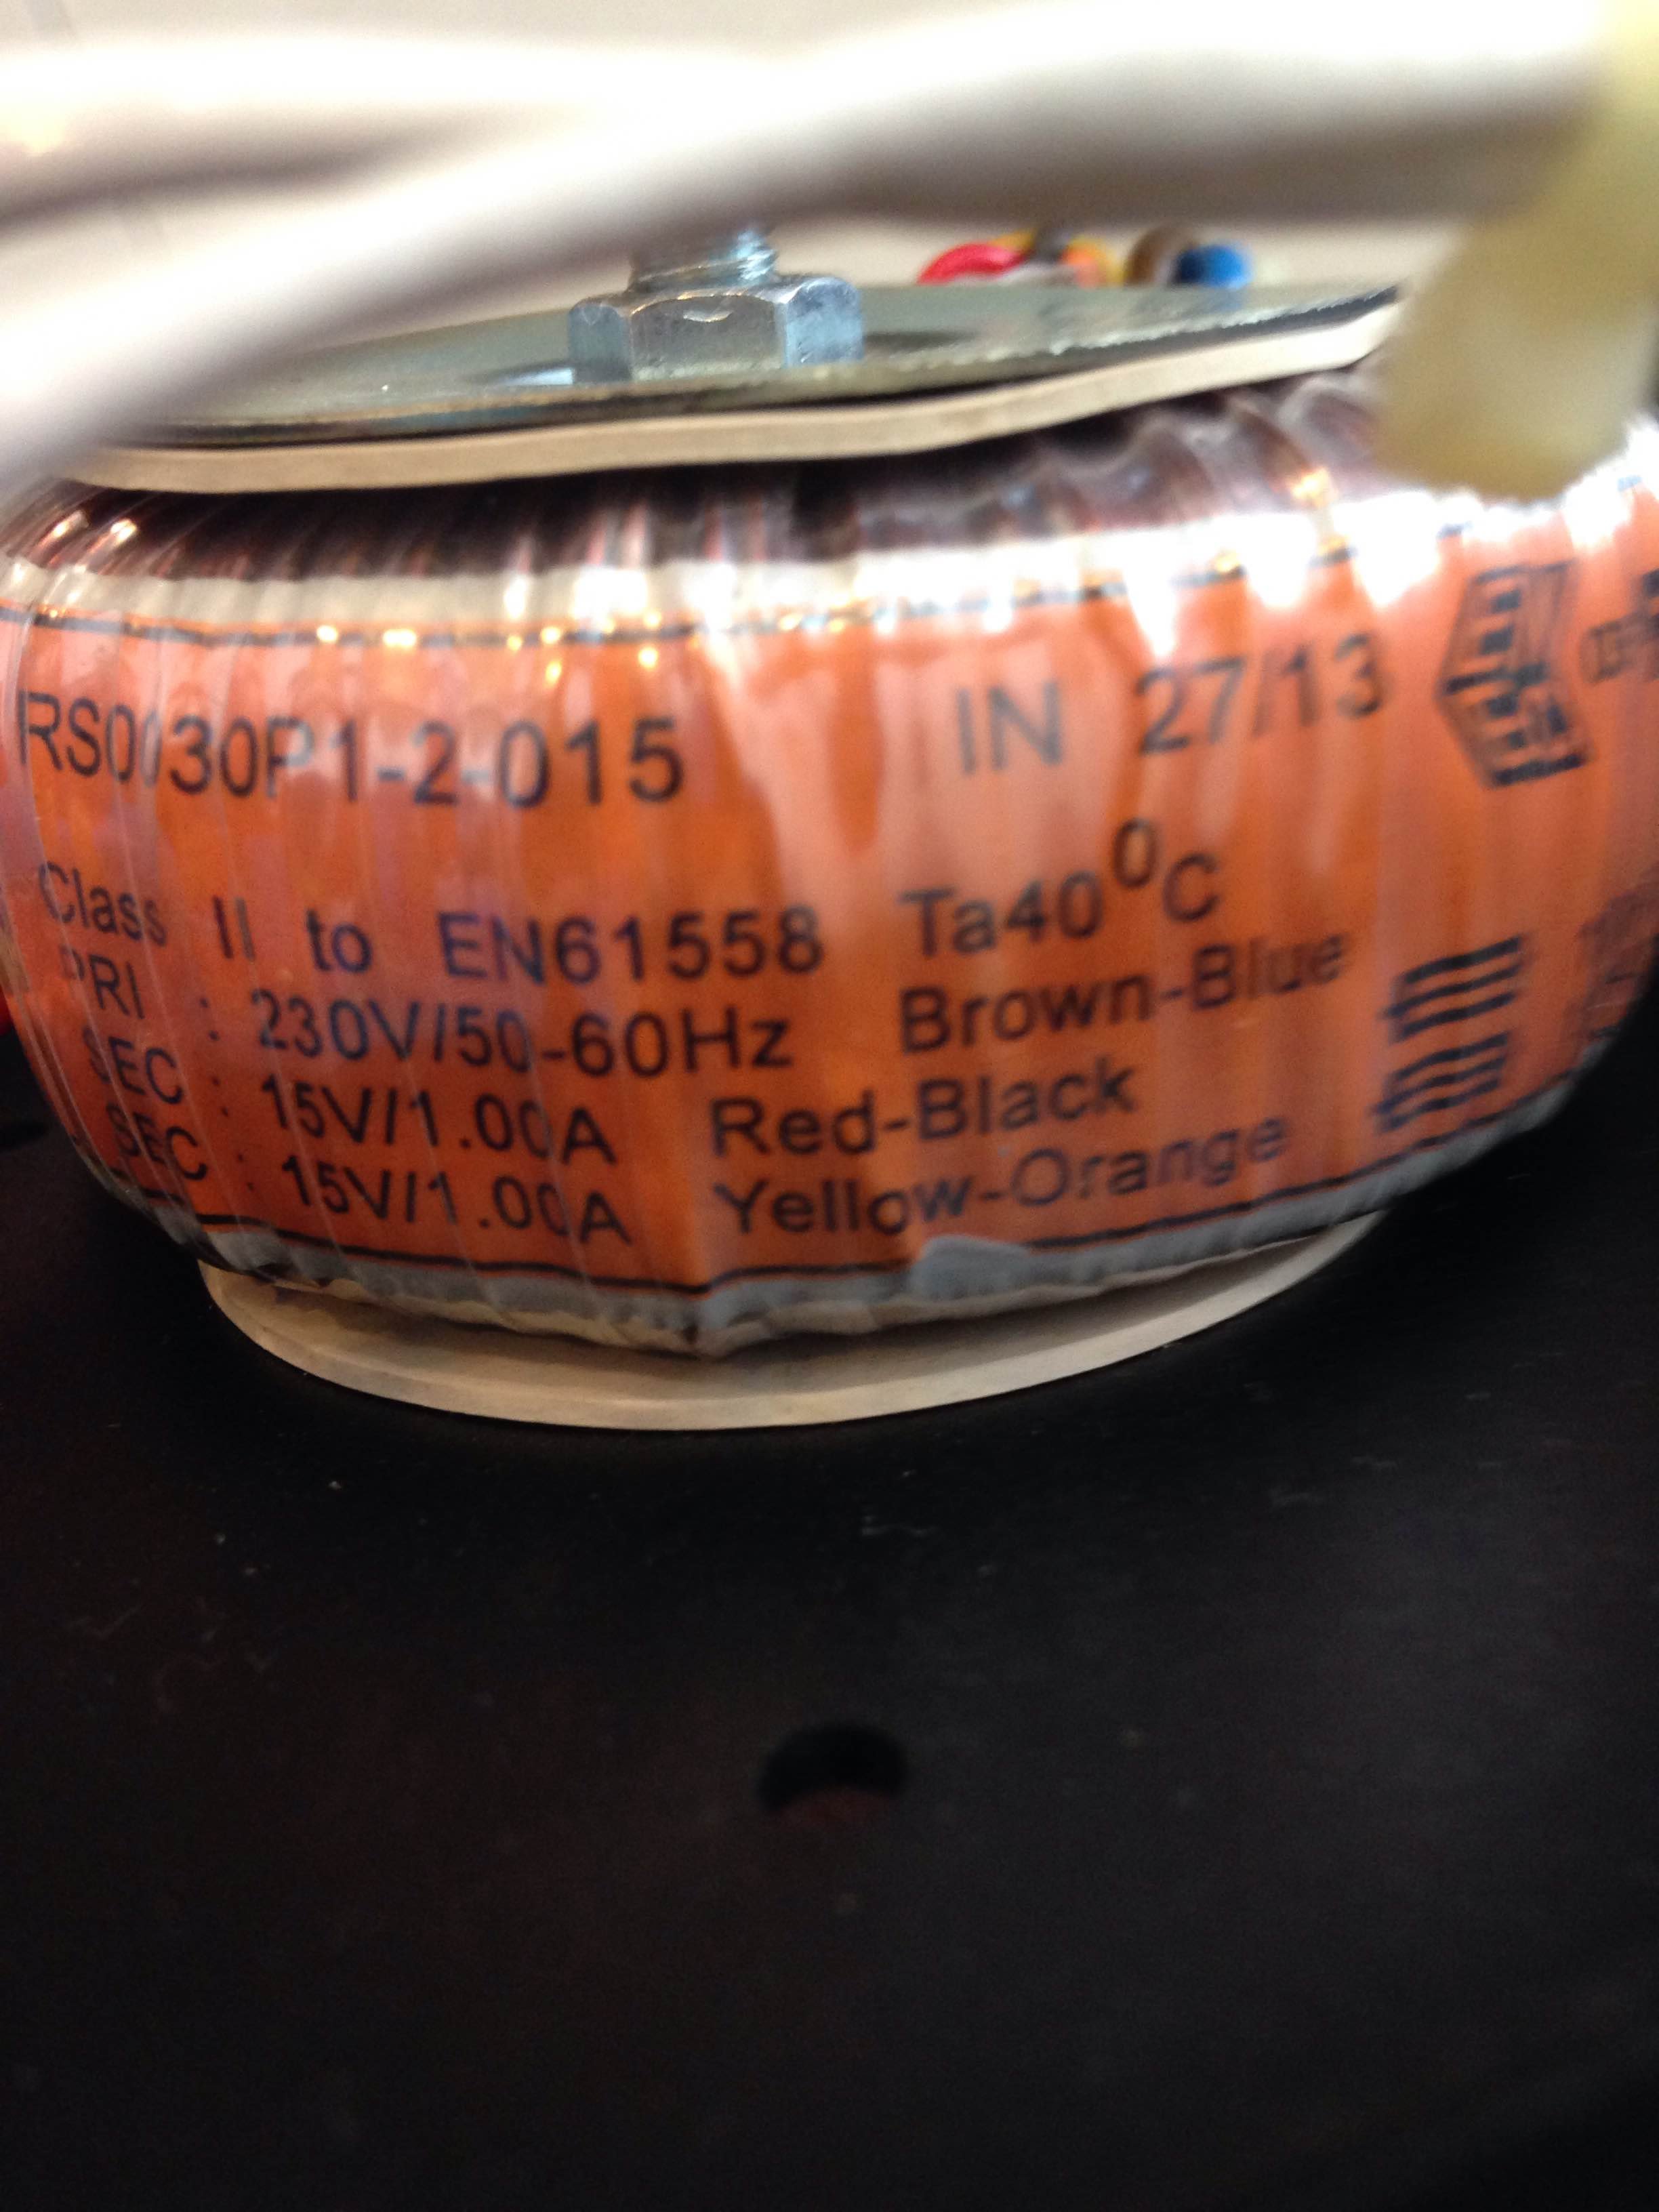 RS0030P1-2-015 IN 27/13
Class II to EN61558 Ta40⁰C
PRI : 230V/50-60Hz Brown-Blue
SEC : 15V/1.00A Red-Black
SEC : 15V/1.00A Yellow-Orange